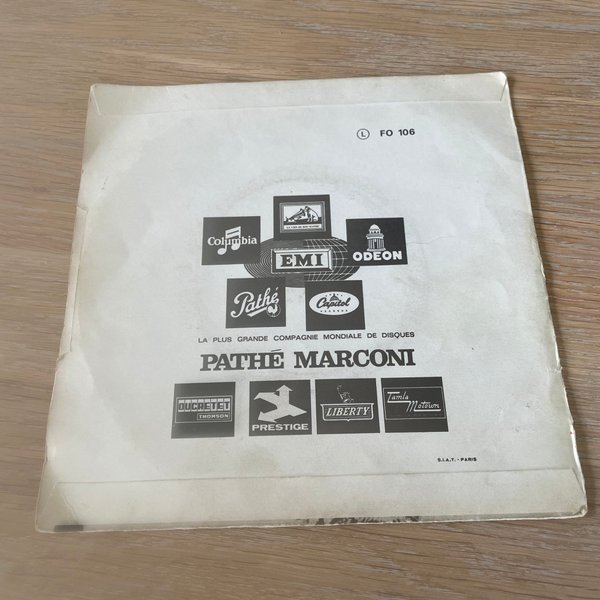 Ⓛ FO 106
LA VOIX DE SON MAITRE
Columbia
EMI
ODEON
Pathé
Capitol
RECORDS
LA PLUS GRANDE COMPAGNIE MONDIALE DE DISQUES
PATHÉ MARCONI
DUCRETET
THOMSON
PRESTIGE
LIBERTY
Tamla
Motown
S.I.A.T. - PARIS